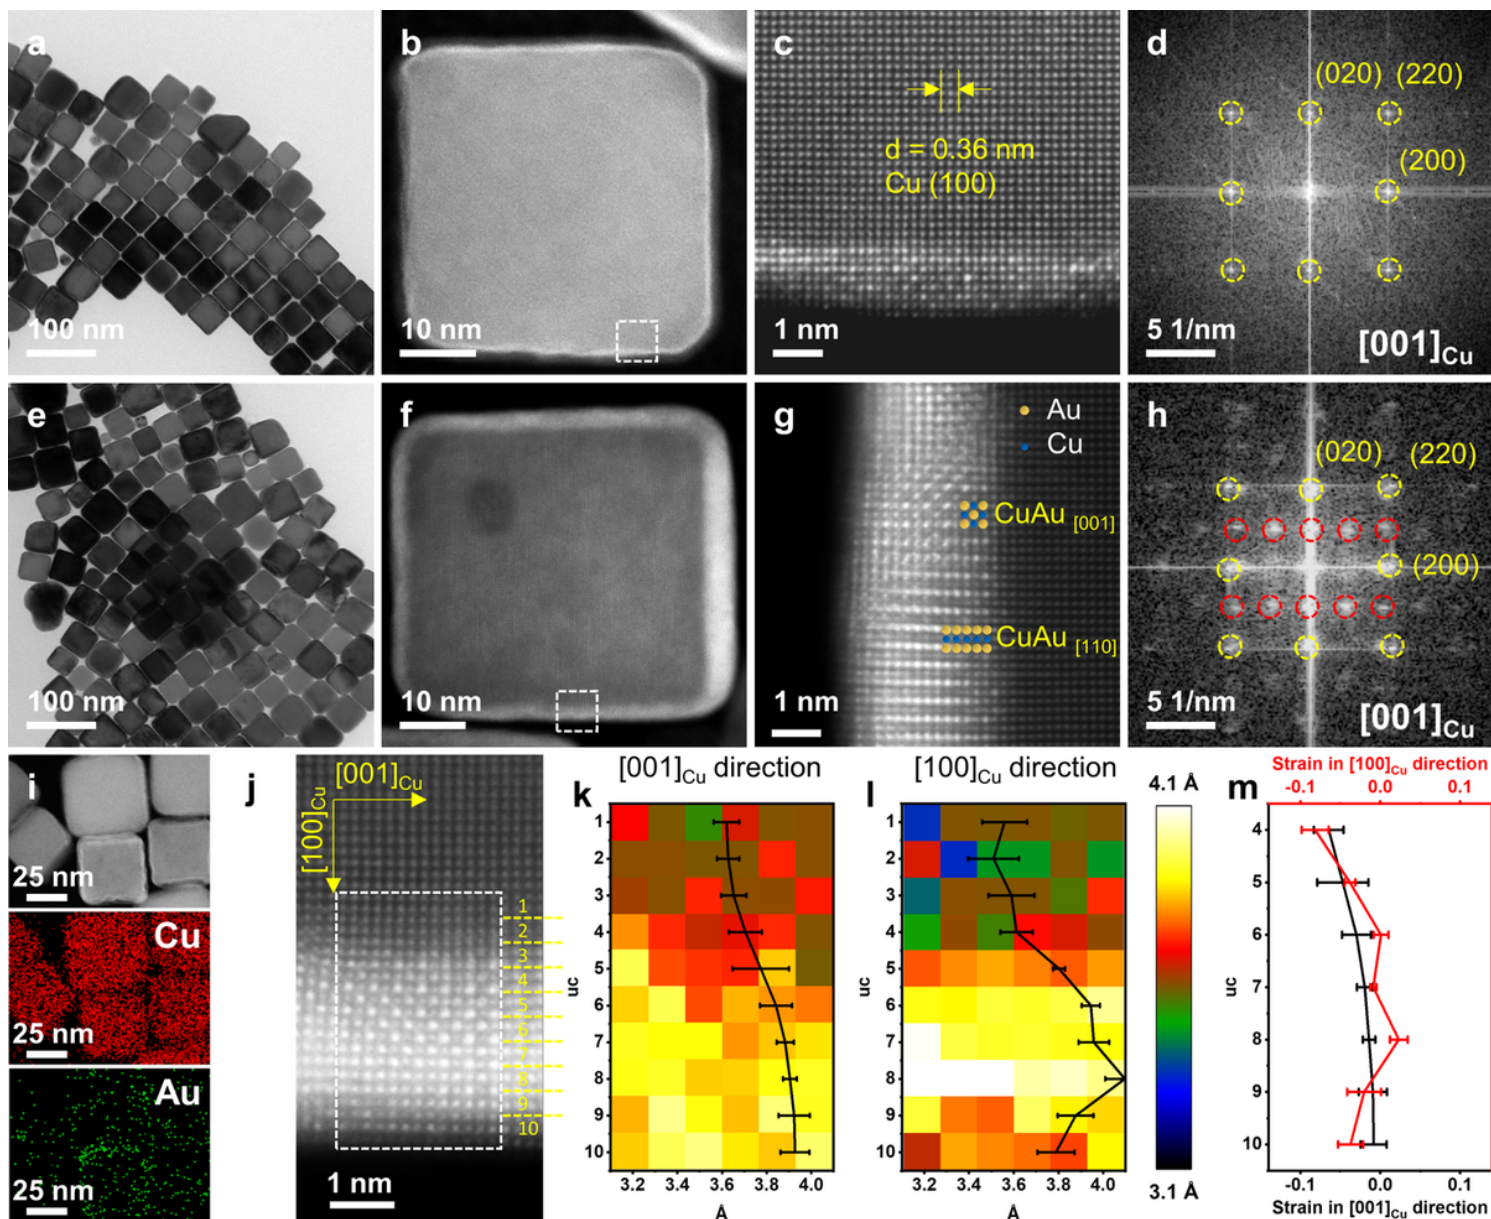 a
100 nm
b
10 nm
c
d = 0.36 nm
Cu (100)
1 nm
d
(020)
(220)
(200)
5 1/nm
[001]Cu
e
100 nm
f
10 nm
g
Au
Cu
CuAu [001]
CuAu [110]
1 nm
h
(020)
(220)
(200)
5 1/nm
[001]Cu
i
25 nm
Cu
25 nm
Au
25 nm
j
[001]Cu
[100]Cu
1
2
3
4
5
6
7
8
9
10
1 nm
[001]Cu direction
k
uc
1
2
3
4
5
6
7
8
9
10
3.2 3.4 3.6 3.8 4.0
Å
[100]Cu direction
l
uc
1
2
3
4
5
6
7
8
9
10
3.2 3.4 3.6 3.8 4.0
Å
4.1 Å
3.1 Å
m
Strain in [100]Cu direction
-0.1 0.0 0.1
uc
4
5
6
7
8
9
10
-0.1 0.0 0.1
Strain in [001]Cu direction